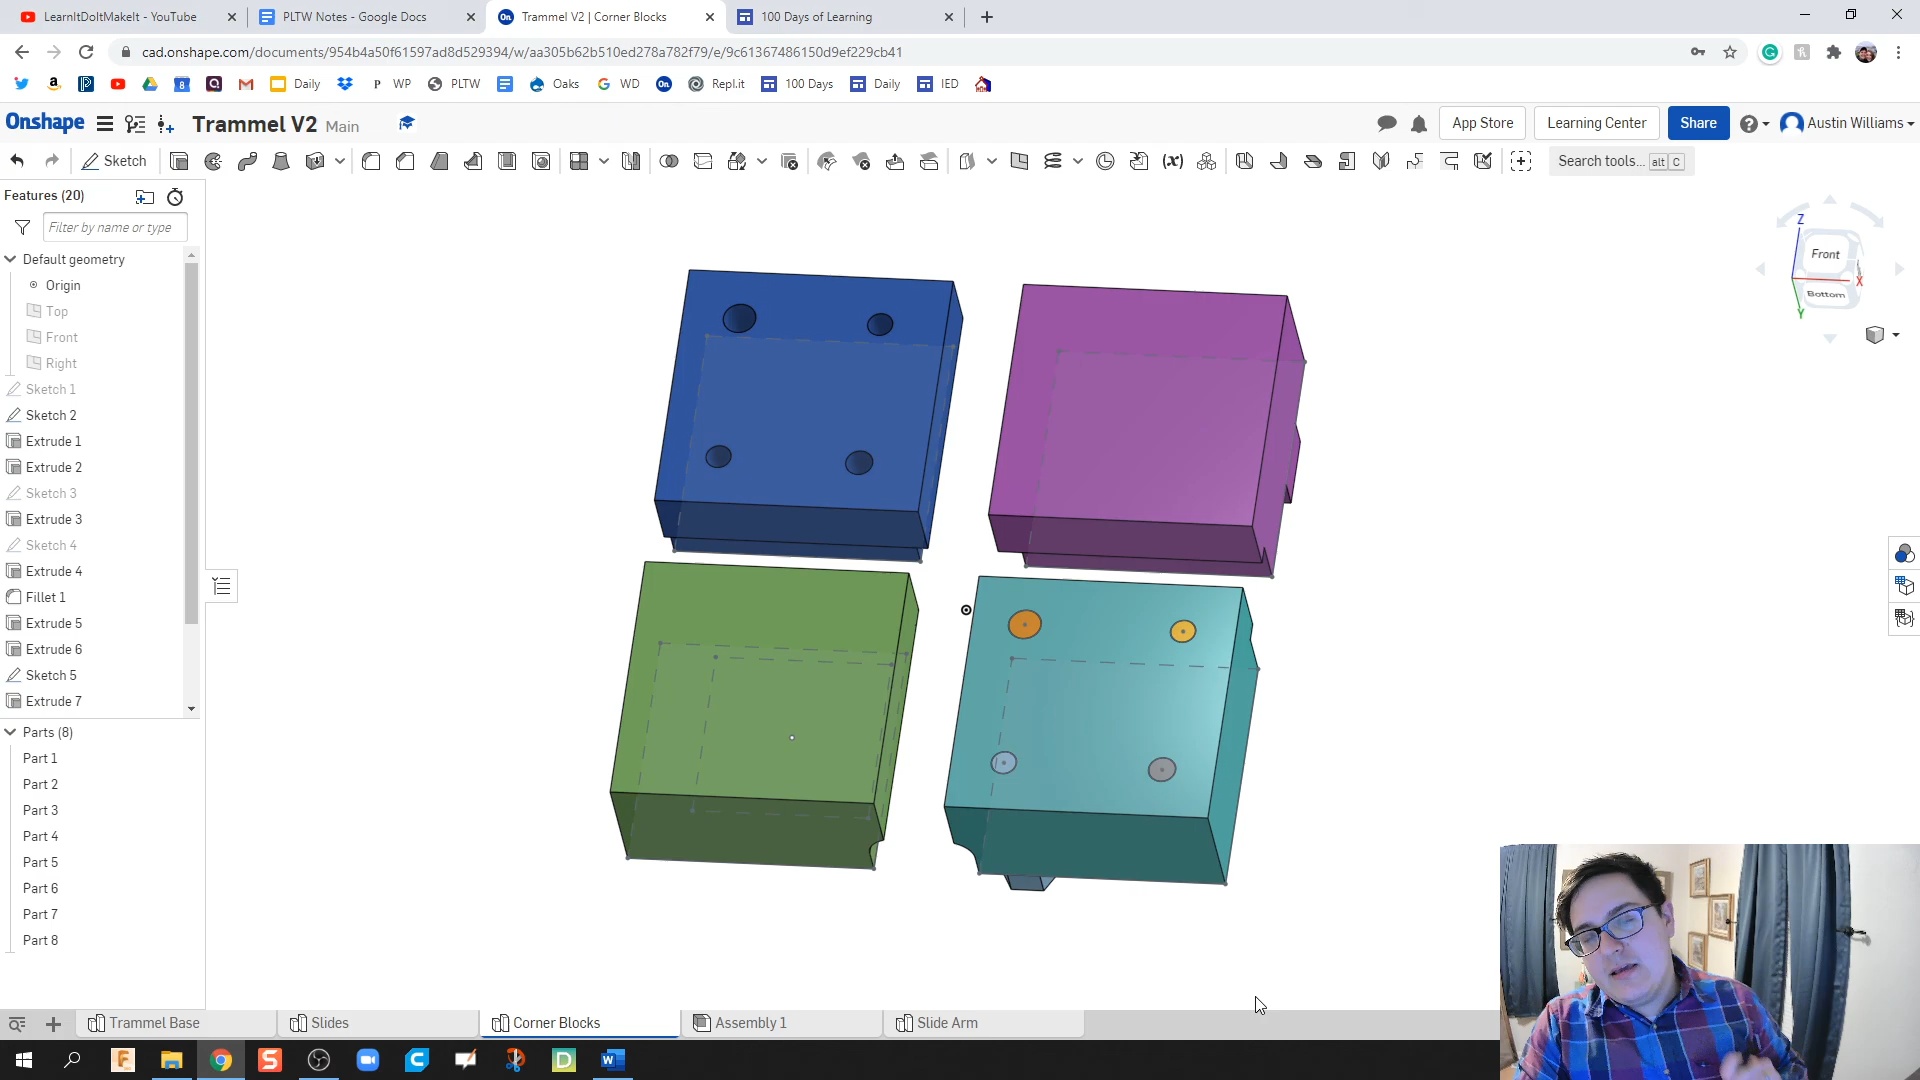 LearnItDoItMakeIt - YouTube
PLTW Notes - Google Docs
Trammel V2 | Corner Blocks
100 Days of Learning
cad.onshape.com/documents/954b4a50f61597ad8d529394/w/aa305b62b510ed278a782f79/e/9c61367486150d9ef229cb41
Daily
P WP
PLTW
Oaks
WD
Repl.it
100 Days
Daily
IED
Onshape
Trammel V2 Main
App Store
Learning Center
Share
Austin Williams
Sketch
Search tools... alt C
Features (20)
Filter by name or type
Default geometry
Origin
Top
Front
Right
Sketch 1
Sketch 2
Extrude 1
Extrude 2
Sketch 3
Extrude 3
Sketch 4
Extrude 4
Fillet 1
Extrude 5
Extrude 6
Sketch 5
Extrude 7
Parts (8)
Part 1
Part 2
Part 3
Part 4
Part 5
Part 6
Part 7
Part 8
Z
Front
X
Bottom
Y
Trammel Base
Slides
Corner Blocks
Assembly 1
Slide Arm